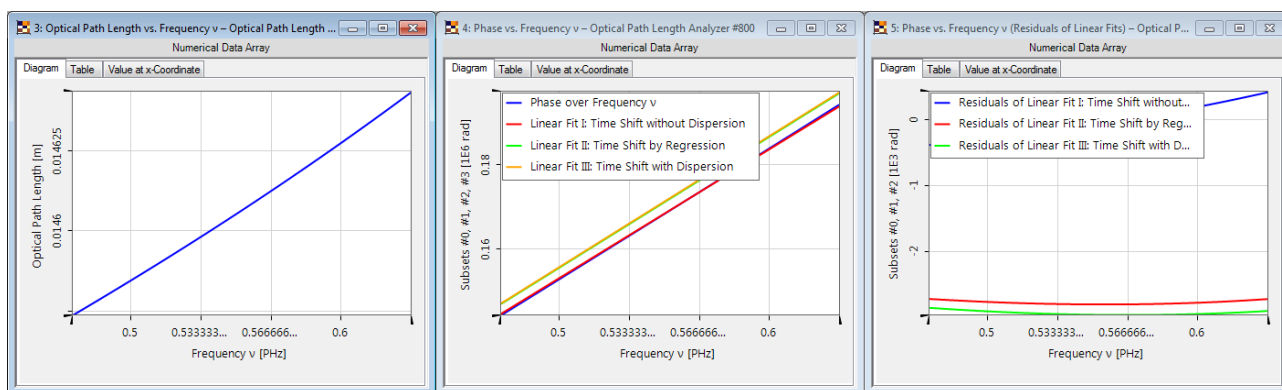 3: Optical Path Length vs. Frequency ν – Optical Path Length ...
Numerical Data Array
Diagram Table Value at x-Coordinate
Optical Path Length [m]
0.014625
0.0146
0.5 0.533333... 0.566666... 0.6
Frequency ν [PHz]
4: Phase vs. Frequency ν – Optical Path Length Analyzer #800
Numerical Data Array
Diagram Table Value at x-Coordinate
Phase over Frequency ν
Linear Fit I: Time Shift without Dispersion
Linear Fit II: Time Shift by Regression
Linear Fit III: Time Shift with Dispersion
Subsets #0, #1, #2, #3 [1E6 rad]
0.18
0.16
0.5 0.533333... 0.566666... 0.6
Frequency ν [PHz]
5: Phase vs. Frequency ν (Residuals of Linear Fits) – Optical P...
Numerical Data Array
Diagram Table Value at x-Coordinate
Residuals of Linear Fit I: Time Shift without...
Residuals of Linear Fit II: Time Shift by Reg...
Residuals of Linear Fit III: Time Shift with D...
Subsets #0, #1, #2 [1E3 rad]
0
-1
-2
0.5 0.533333... 0.566666... 0.6
Frequency ν [PHz]